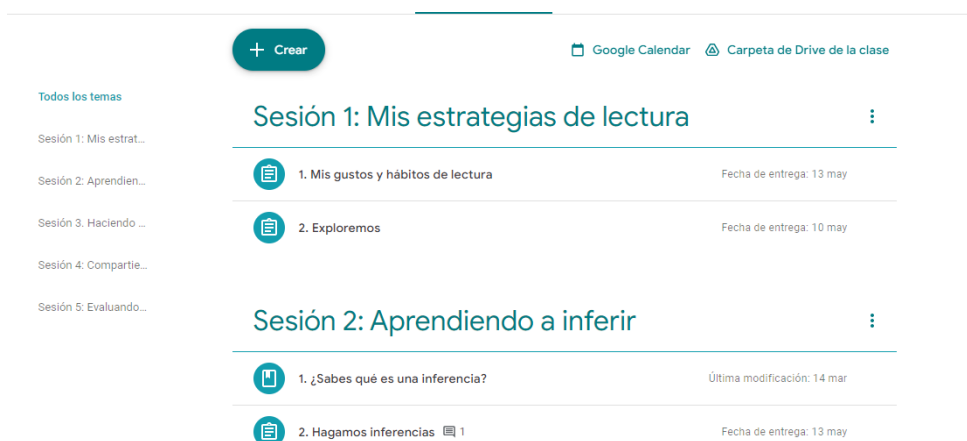 Crear
Google Calendar
Carpeta de Drive de la clase
Todos los temas
Sesión 1: Mis estrat...
Sesión 2: Aprendien...
Sesión 3. Haciendo ...
Sesión 4: Compartie...
Sesión 5: Evaluando...
Sesión 1: Mis estrategias de lectura
1. Mis gustos y hábitos de lectura Fecha de entrega: 13 may
2. Exploremos Fecha de entrega: 10 may
Sesión 2: Aprendiendo a inferir
1. ¿Sabes qué es una inferencia? Última modificación: 14 mar
2. Hagamos inferencias 1 Fecha de entrega: 13 may